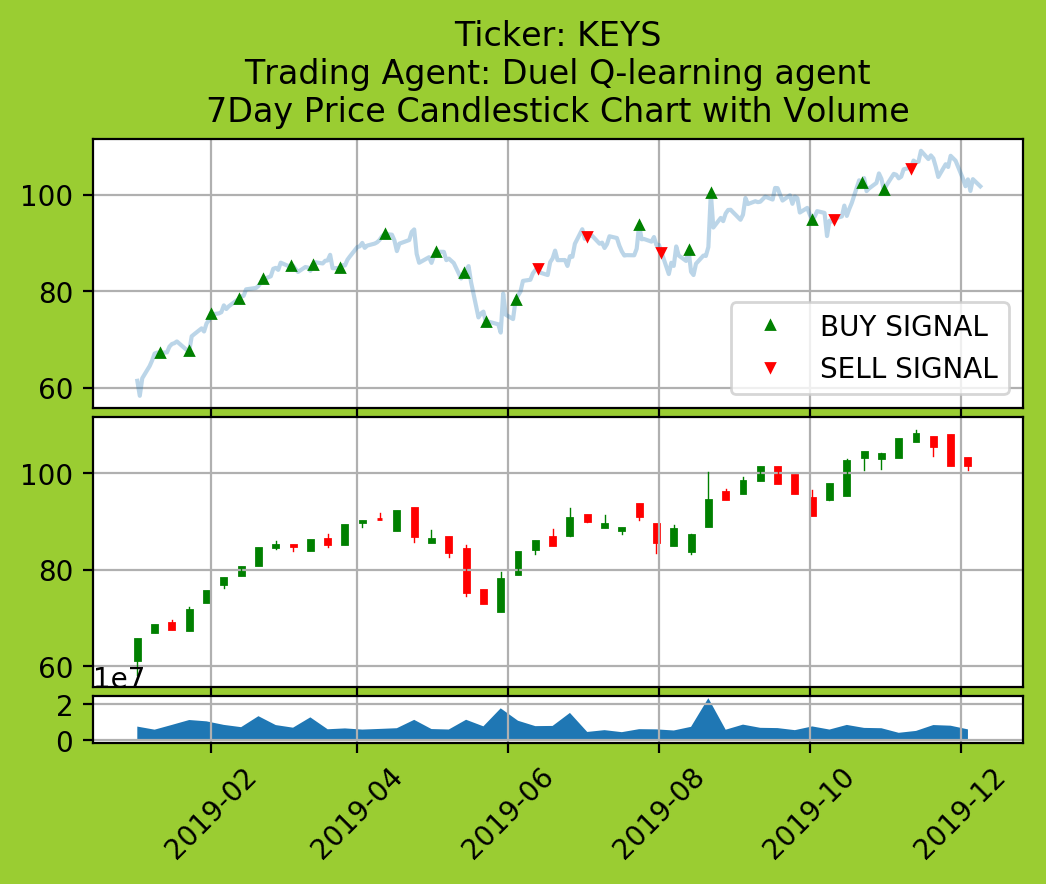 Ticker: KEYS
Trading Agent: Duel Q-learning agent
7Day Price Candlestick Chart with Volume
100
80
60
BUY SIGNAL
SELL SIGNAL
100
80
60
1e7
2
0
2019-02
2019-04
2019-06
2019-08
2019-10
2019-12